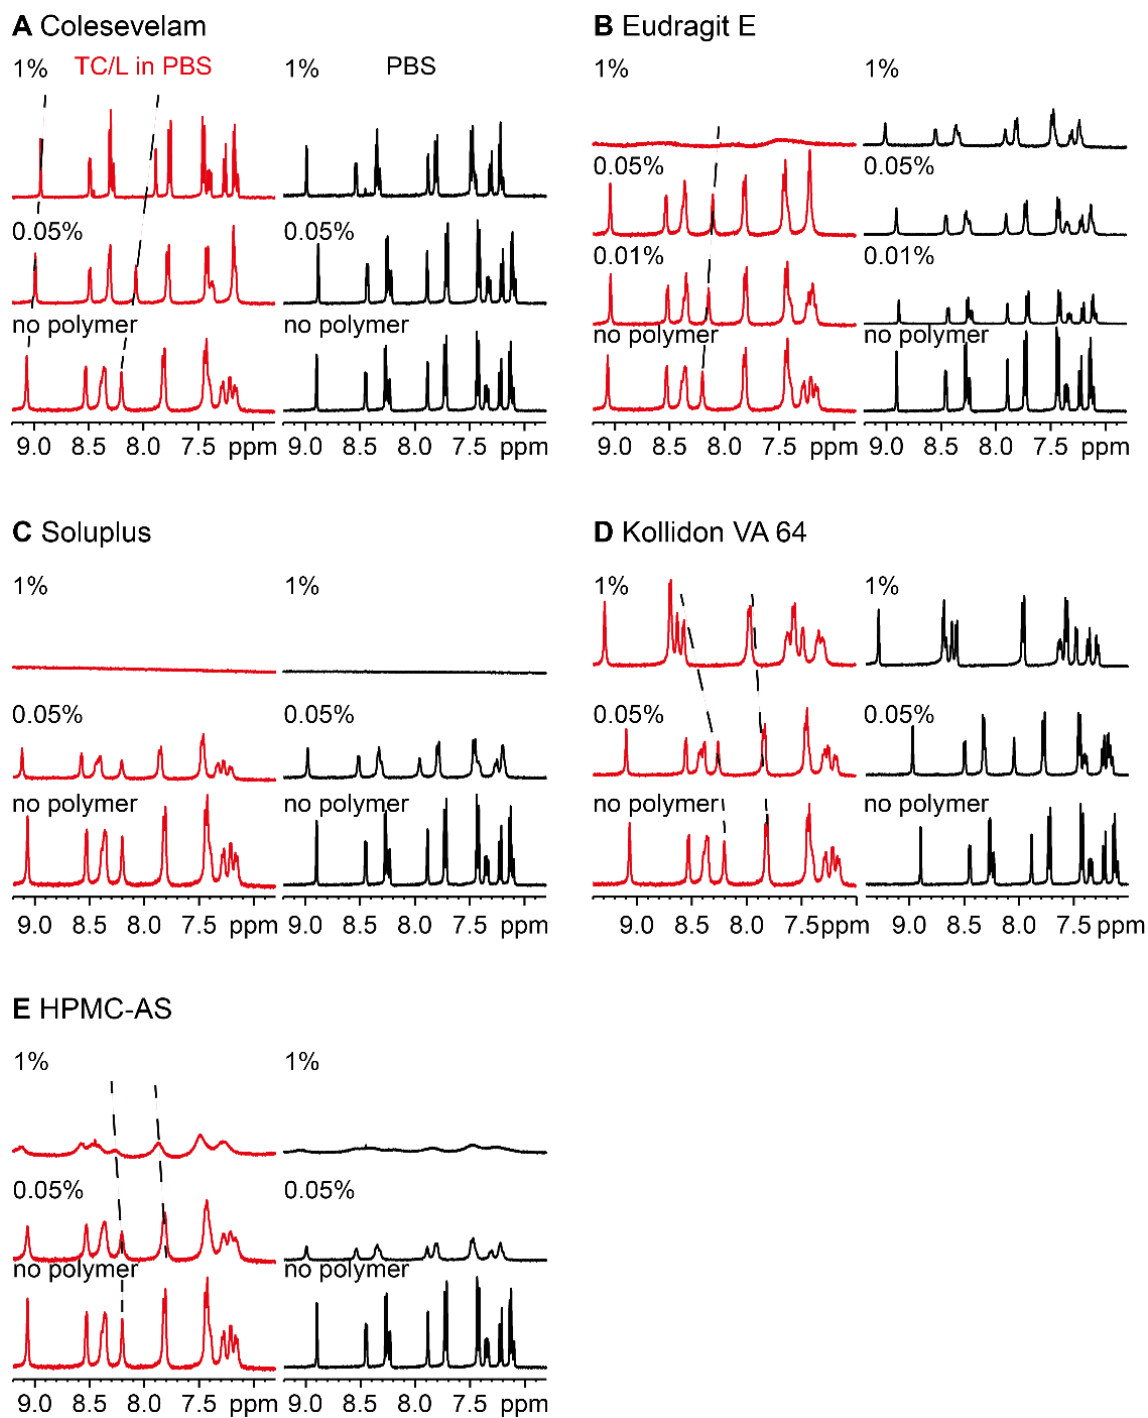 A Colesevelam
1% TC/L in PBS 1% PBS
0.05% 0.05%
no polymer no polymer
9.0 8.5 8.0 7.5 ppm 9.0 8.5 8.0 7.5 ppm
B Eudragit E
1% 1%
0.05% 0.05%
0.01% 0.01%
no polymer no polymer
9.0 8.5 8.0 7.5 ppm 9.0 8.5 8.0 7.5 ppm
C Soluplus
1% 1%
0.05% 0.05%
no polymer no polymer
9.0 8.5 8.0 7.5 ppm 9.0 8.5 8.0 7.5 ppm
D Kollidon VA 64
1% 1%
0.05% 0.05%
no polymer no polymer
9.0 8.5 8.0 7.5ppm 9.0 8.5 8.0 7.5 ppm
E HPMC-AS
1% 1%
0.05% 0.05%
no polymer no polymer
9.0 8.5 8.0 7.5 ppm 9.0 8.5 8.0 7.5 ppm